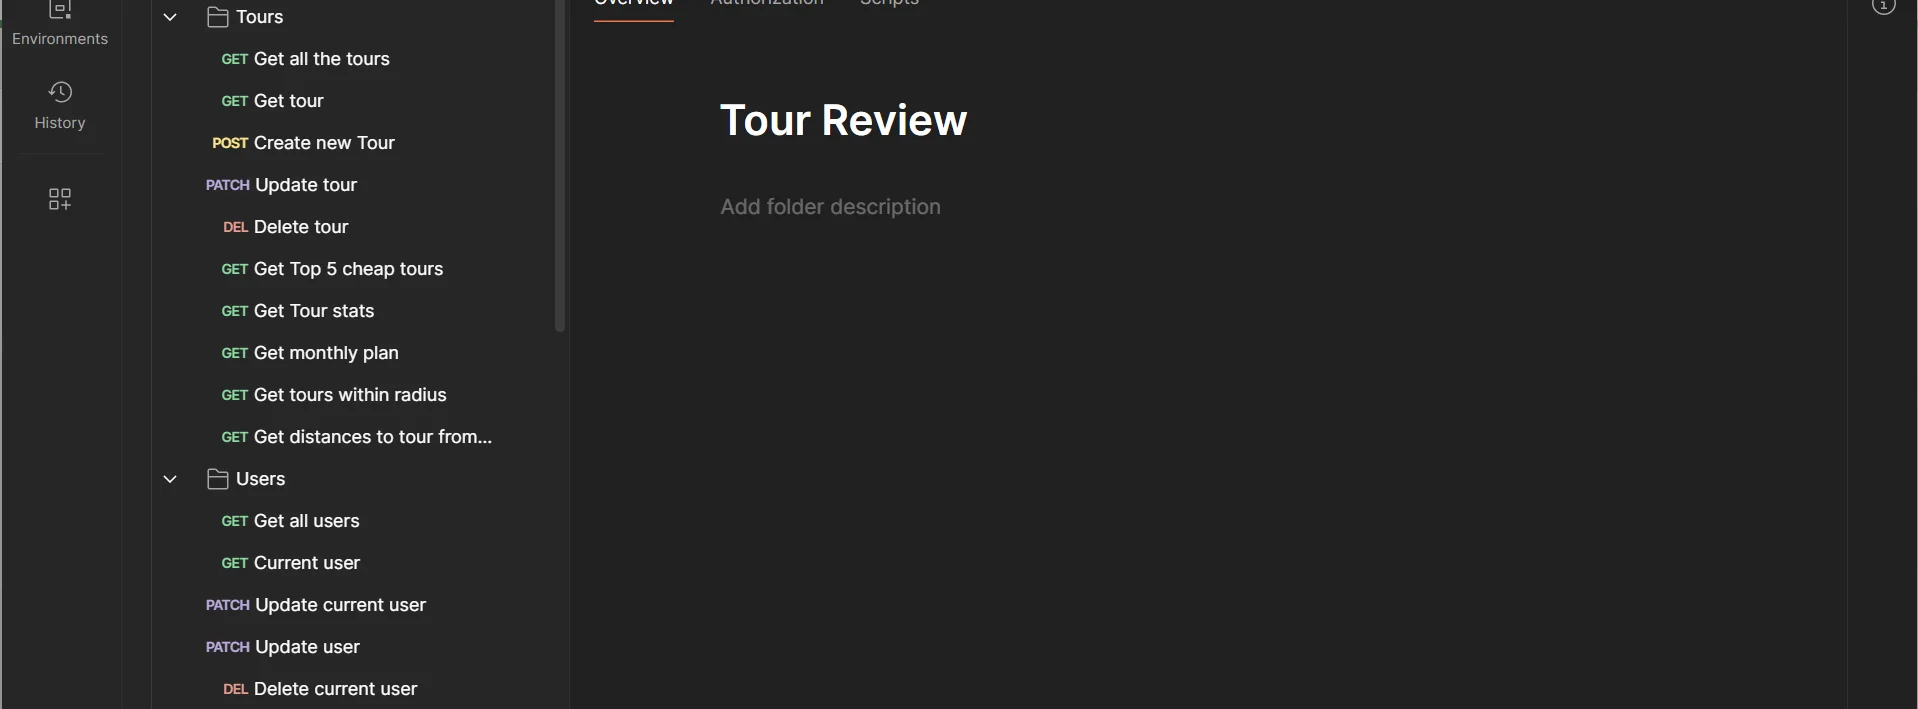 Environments
History
Tours
GET Get all the tours
GET Get tour
POST Create new Tour
PATCH Update tour
DEL Delete tour
GET Get Top 5 cheap tours
GET Get Tour stats
GET Get monthly plan
GET Get tours within radius
GET Get distances to tour from...
Users
GET Get all users
GET Current user
PATCH Update current user
PATCH Update user
DEL Delete current user
Overview Authorization Scripts
Tour Review
Add folder description